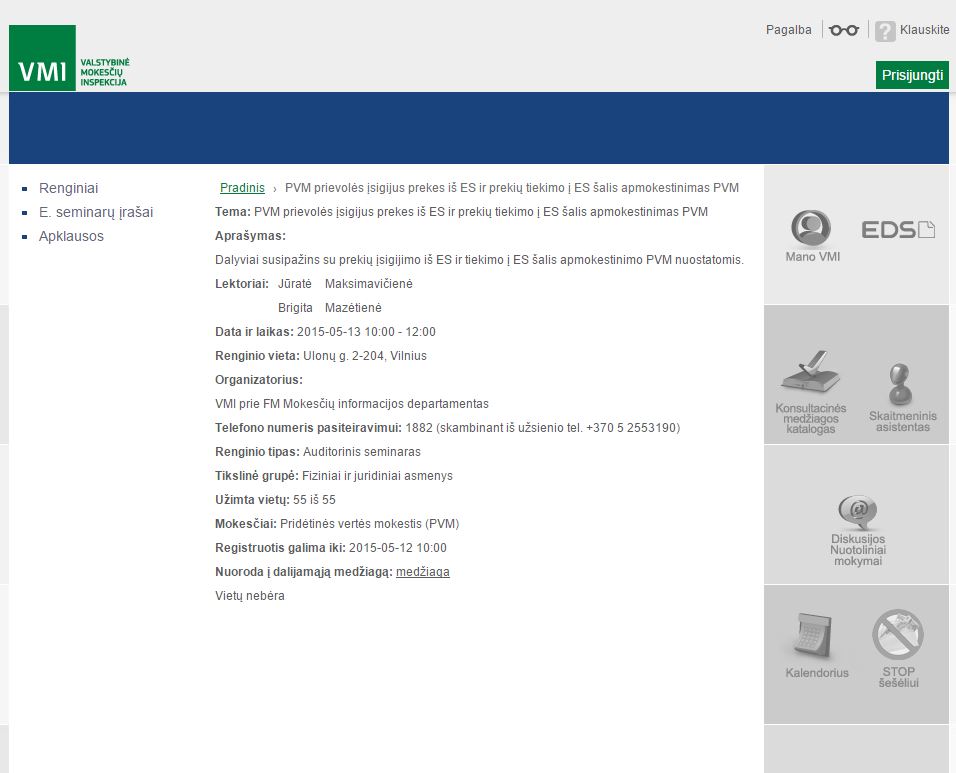 Pagalba
Klauskite
VMI
VALSTYBINĖ
MOKESČIŲ
INSPEKCIJA
Prisijungti
Renginiai
E. seminarų įrašai
Apklausos
Pradinis › PVM prievolės įsigijus prekes iš ES ir prekių tiekimo į ES šalis apmokestinimas PVM
Tema: PVM prievolės įsigijus prekes iš ES ir prekių tiekimo į ES šalis apmokestinimas PVM
Aprašymas:
Dalyviai susipažins su prekių įsigijimo iš ES ir tiekimo į ES šalis apmokestinimo PVM nuostatomis.
Lektoriai: Jūratė Maksimavičienė
Brigita Mazėtienė
Data ir laikas: 2015-05-13 10:00 - 12:00
Renginio vieta: Ulonų g. 2-204, Vilnius
Organizatorius:
VMI prie FM Mokesčių informacijos departamentas
Telefono numeris pasiteiravimui: 1882 (skambinant iš užsienio tel. +370 5 2553190)
Renginio tipas: Auditorinis seminaras
Tikslinė grupė: Fiziniai ir juridiniai asmenys
Užimta vietų: 55 iš 55
Mokesčiai: Pridėtinės vertės mokestis (PVM)
Registruotis galima iki: 2015-05-12 10:00
Nuoroda į dalijamąją medžiagą: medžiaga
Vietų nebėra
Mano VMI
EDS
Konsultacinės
medžiagos
katalogas
Skaitmeninis
asistentas
Diskusijos
Nuotoliniai
mokymai
Kalendorius
STOP
šešėliui